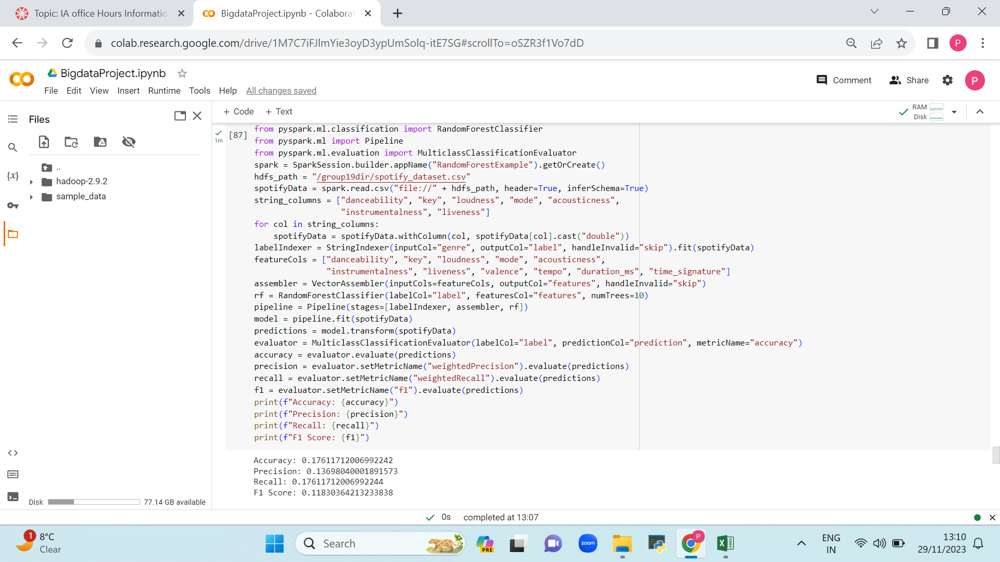 Topic: IA office Hours Informatio
BigdataProject.ipynb - Colaborat
colab.research.google.com/drive/1M7C7iFJlmYie3oyD3ypUmSolq-itE7SG#scrollTo=oSZR3f1Vo7dD
P
BigdataProject.ipynb
File Edit View Insert Runtime Tools Help All changes saved
Comment Share P
Files
+ Code + Text
RAM
Disk
..
hadoop-2.9.2
sample_data
{x}
1m
[87]
from pyspark.ml.classification import RandomForestClassifier
from pyspark.ml import Pipeline
from pyspark.ml.evaluation import MulticlassClassificationEvaluator
spark = SparkSession.builder.appName("RandomForestExample").getOrCreate()
hdfs_path = "/group19dir/spotify_dataset.csv"
spotifyData = spark.read.csv("file://" + hdfs_path, header=True, inferSchema=True)
string_columns = ["danceability", "key", "loudness", "mode", "acousticness",
"instrumentalness", "liveness"]
for col in string_columns:
spotifyData = spotifyData.withColumn(col, spotifyData[col].cast("double"))
labelIndexer = StringIndexer(inputCol="genre", outputCol="label", handleInvalid="skip").fit(spotifyData)
featureCols = ["danceability", "key", "loudness", "mode", "acousticness",
"instrumentalness", "liveness", "valence", "tempo", "duration_ms", "time_signature"]
assembler = VectorAssembler(inputCols=featureCols, outputCol="features", handleInvalid="skip")
rf = RandomForestClassifier(labelCol="label", featuresCol="features", numTrees=10)
pipeline = Pipeline(stages=[labelIndexer, assembler, rf])
model = pipeline.fit(spotifyData)
predictions = model.transform(spotifyData)
evaluator = MulticlassClassificationEvaluator(labelCol="label", predictionCol="prediction", metricName="accuracy")
accuracy = evaluator.evaluate(predictions)
precision = evaluator.setMetricName("weightedPrecision").evaluate(predictions)
recall = evaluator.setMetricName("weightedRecall").evaluate(predictions)
f1 = evaluator.setMetricName("f1").evaluate(predictions)
print(f"Accuracy: {accuracy}")
print(f"Precision: {precision}")
print(f"Recall: {recall}")
print(f"F1 Score: {f1}")
Accuracy: 0.17611712006992242
Precision: 0.13698040001891573
Recall: 0.17611712006992244
F1 Score: 0.11830364213233838
Disk 77.14 GB available
0s completed at 13:07
1
8°C
Clear
Search
PRE
zoom
P
ENG
IN
13:10
29/11/2023